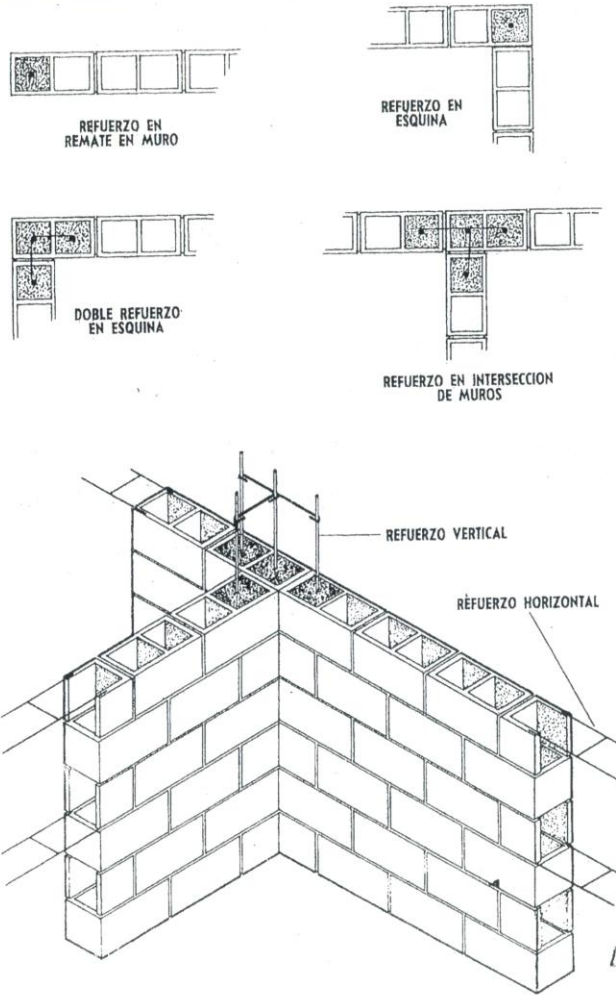 REFUERZO EN
REMATE EN MURO
REFUERZO EN
ESQUINA
DOBLE REFUERZO
EN ESQUINA
REFUERZO EN INTERSECCION
DE MUROS
REFUERZO VERTICAL
REFUERZO HORIZONTAL